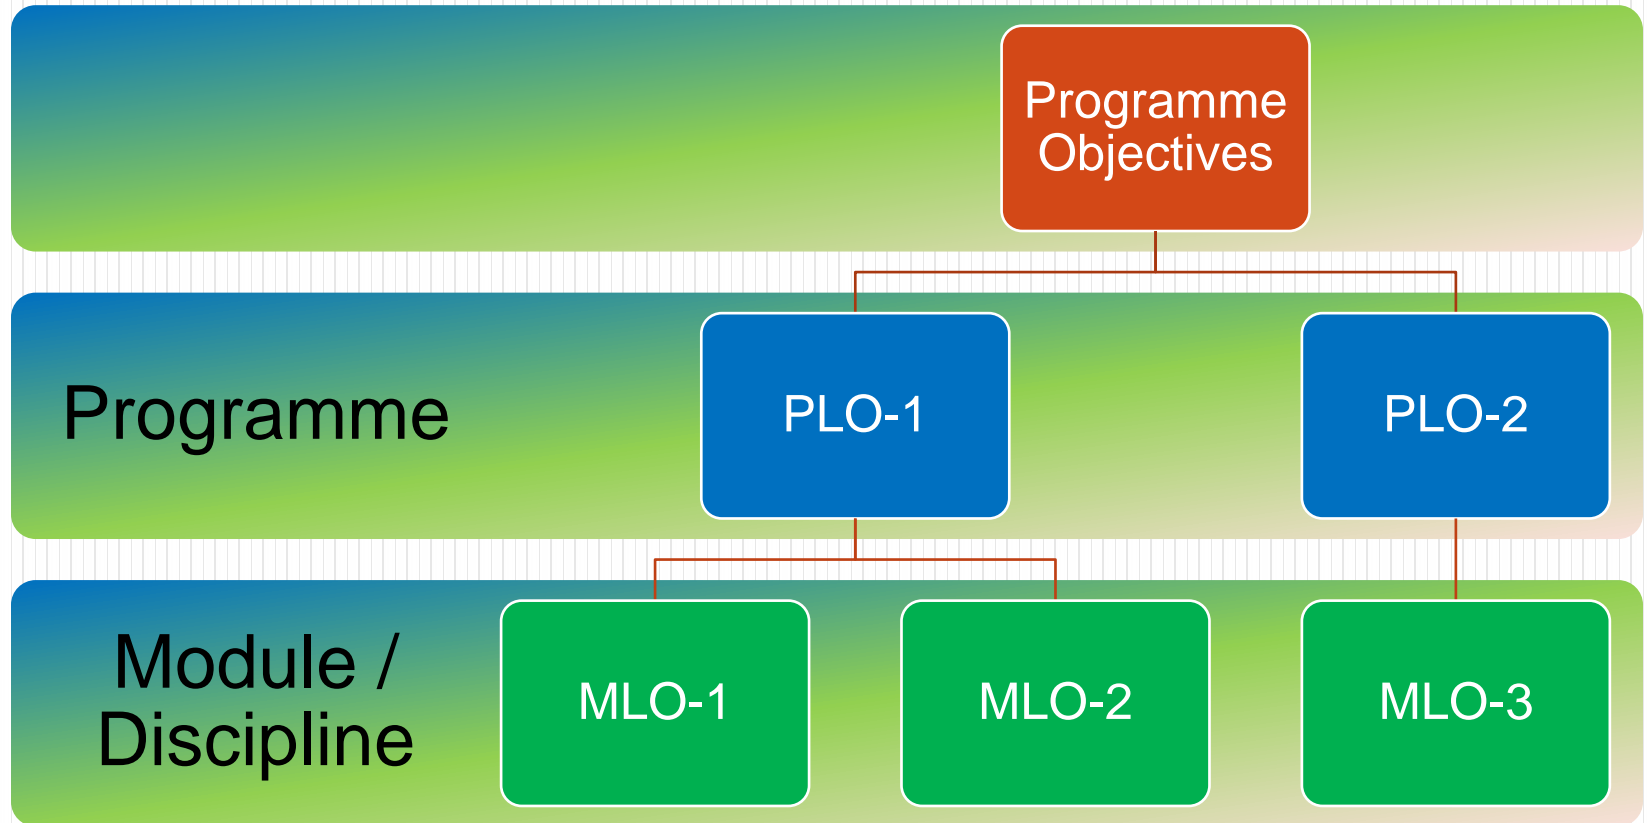 Programme
Objectives
Programme
PLO-1
PLO-2
Module /
Discipline
MLO-1
MLO-2
MLO-3